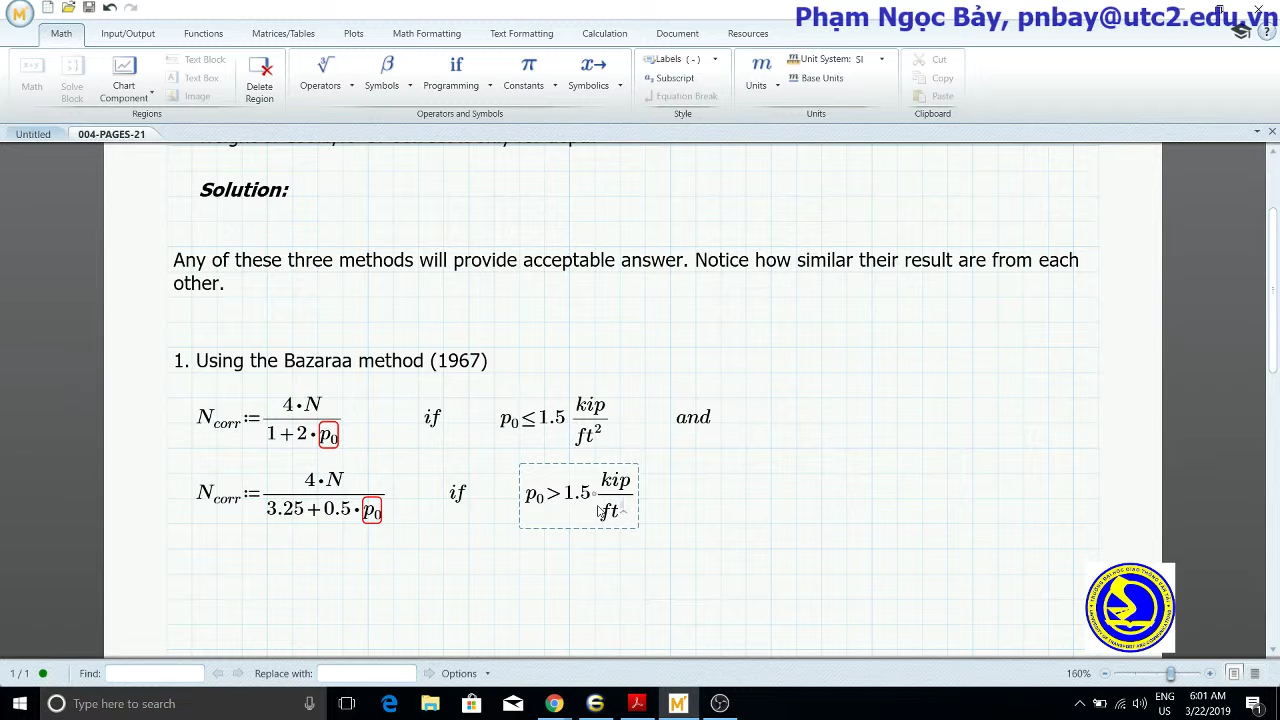 Phạm Ngọc Bảy, pnbay@utc2.edu.vn
Math Input/Output Functions Matrices/Tables Plots Math Formatting Text Formatting Calculation Document Resources
Math
Solve Block
Chart Component
Text Block
Text Box
Image
Delete Region
Operators
Symbols
if
Programming
π
Constants
x→
Symbolics
Labels (-)
Subscript
Equation Break
m
Units
Unit System: SI
Base Units
Cut
Copy
Paste
Regions
Operators and Symbols
Style
Units
Clipboard
Untitled 004-PAGES-21
Solution:
Any of these three methods will provide acceptable answer. Notice how similar their result are from each
other.
1. Using the Bazaraa method (1967)
N_corr := 4·N / (1+2·p_0) if p_0 ≤ 1.5 kip/ft^2 and
N_corr := 4·N / (3.25+0.5·p_0) if p_0 > 1.5 kip/ft
1 / 1 Find: Replace with: Options 160%
Type here to search
ENG
US
6:01 AM
3/22/2019